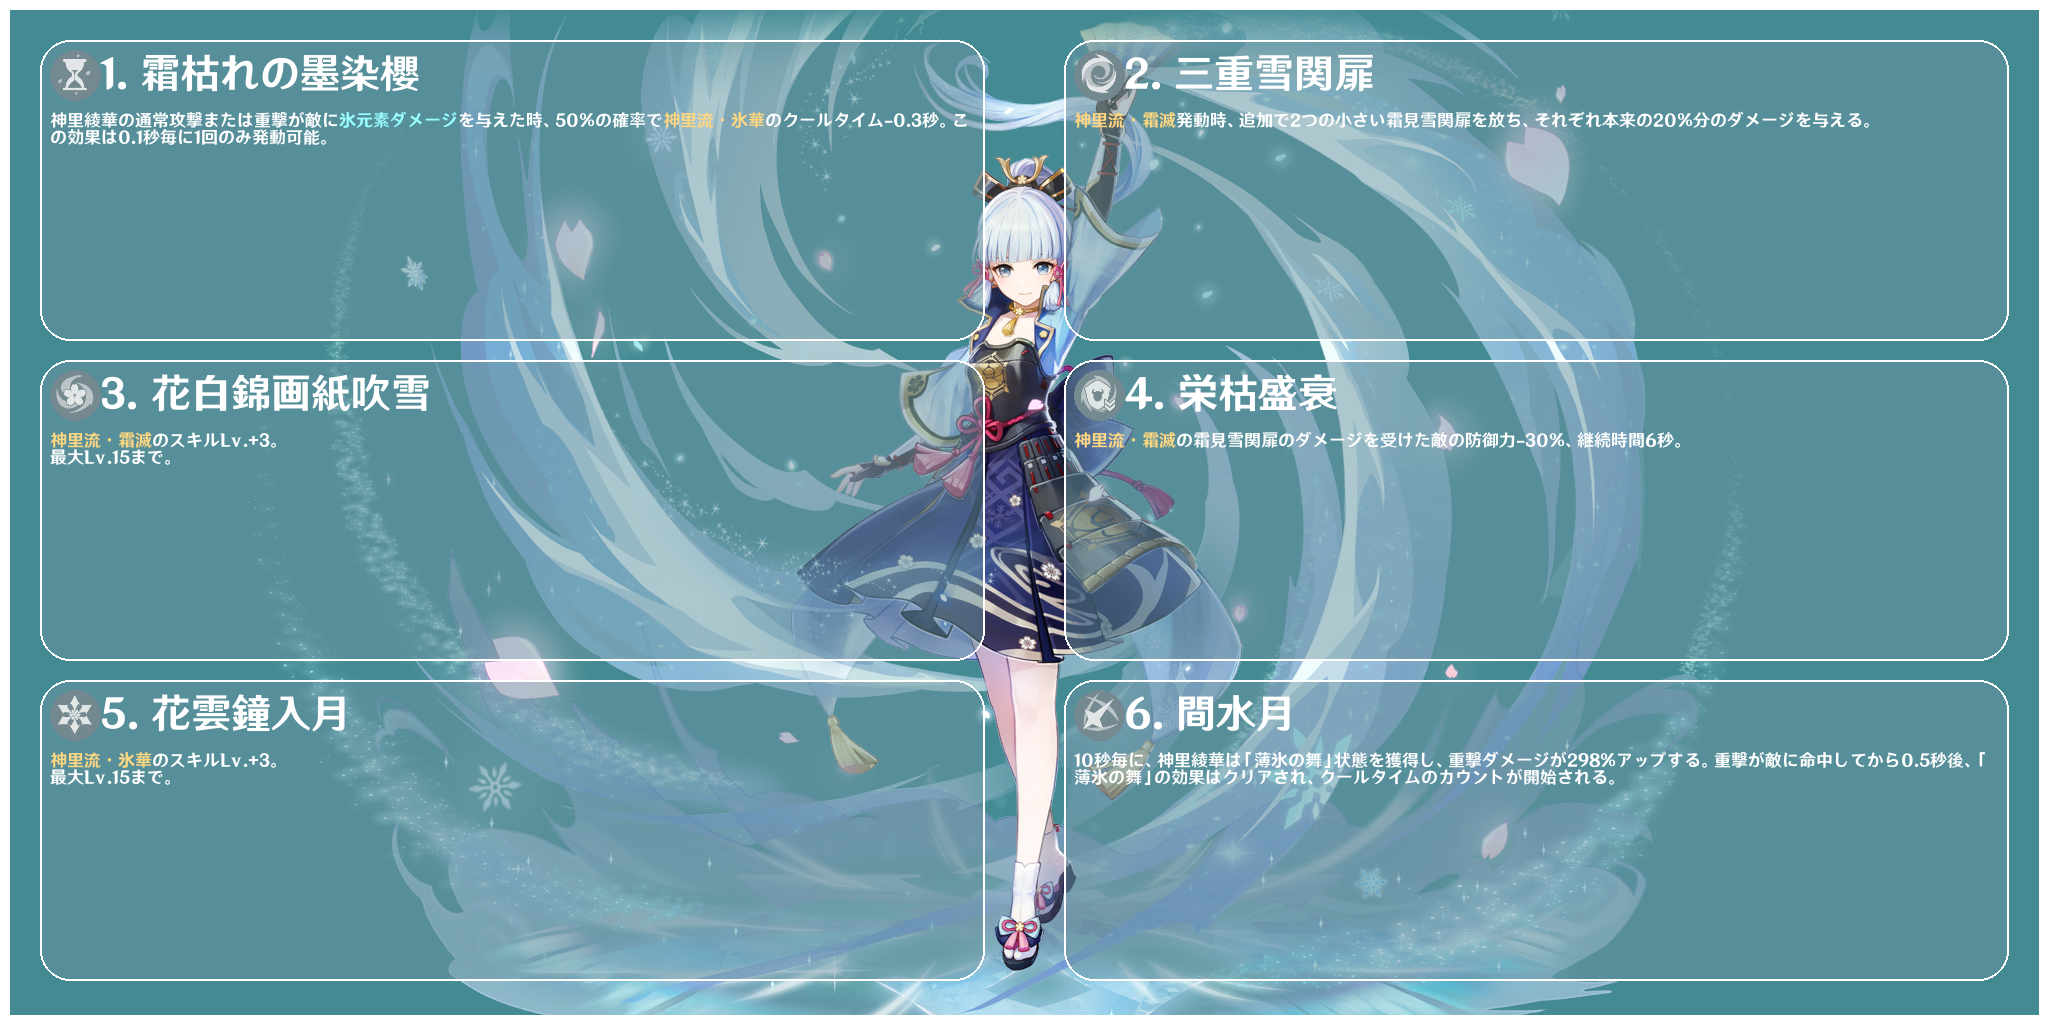 1. 霜枯れの墨染櫻
神里綾華の通常攻撃または重撃が敵に氷元素ダメージを与えた時、50%の確率で神里流・氷華のクールタイム-0.3秒。こ
の効果は0.1秒毎に1回のみ発動可能。
2. 三重雪関扉
神里流・霜滅発動時、追加で2つの小さい霜見雪関扉を放ち、それぞれ本来の20%分のダメージを与える。
3. 花白錦画紙吹雪
神里流・霜滅のスキルLv.+3。
最大Lv.15まで。
4. 栄枯盛衰
神里流・霜滅の霜見雪関扉のダメージを受けた敵の防御力-30%、継続時間6秒。
5. 花雲鐘入月
神里流・氷華のスキルLv.+3。
最大Lv.15まで。
6. 間水月
10秒毎に、神里綾華は「薄氷の舞」状態を獲得し、重撃ダメージが298%アップする。重撃が敵に命中してから0.5秒後、「
薄氷の舞」の効果はクリアされ、クールタイムのカウントが開始される。